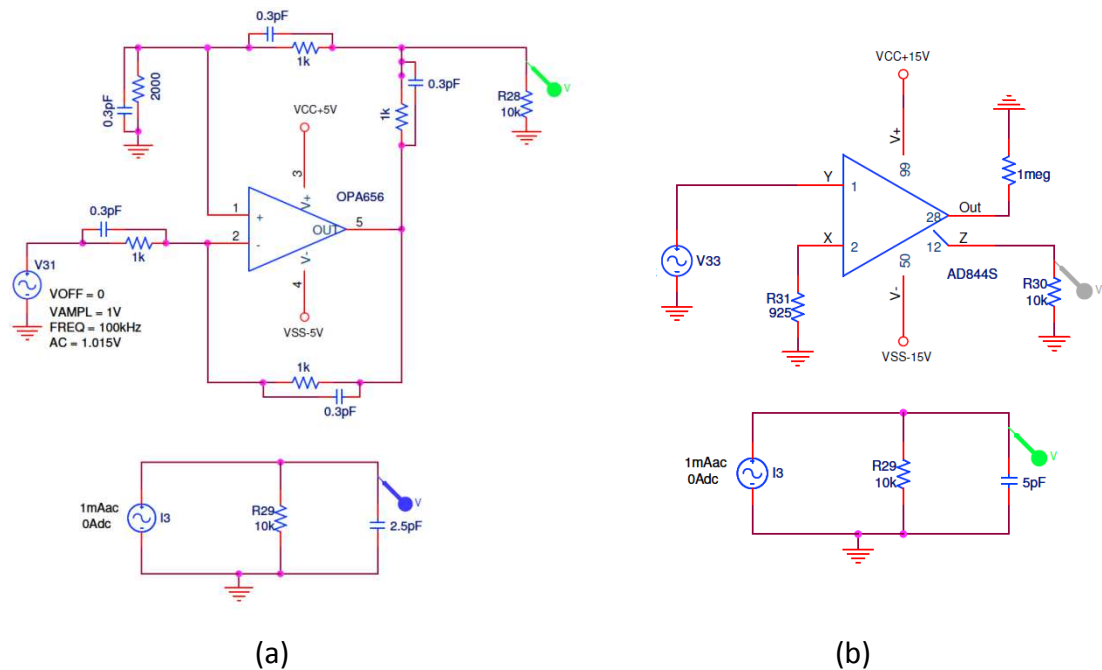 0.3pF
1k
2000
0.3pF
0.3pF
1k
V
R28
10k
VCC+5V
3
V+
OPA656
1
+
2
-
OUT
5
V-
4
VSS-5V
0.3pF
1k
V31
VOFF = 0
VAMPL = 1V
FREQ = 100kHz
AC = 1.015V
1k
0.3pF
1mAac
0Adc
I3
R29
10k
2.5pF
V
(a)
VCC+15V
V+
99
Y
1
X
2
28
Out
12
Z
1meg
50
V-
AD844S
VSS-15V
V33
R31
925
R30
10k
V
1mAac
0Adc
I3
R29
10k
5pF
V
(b)